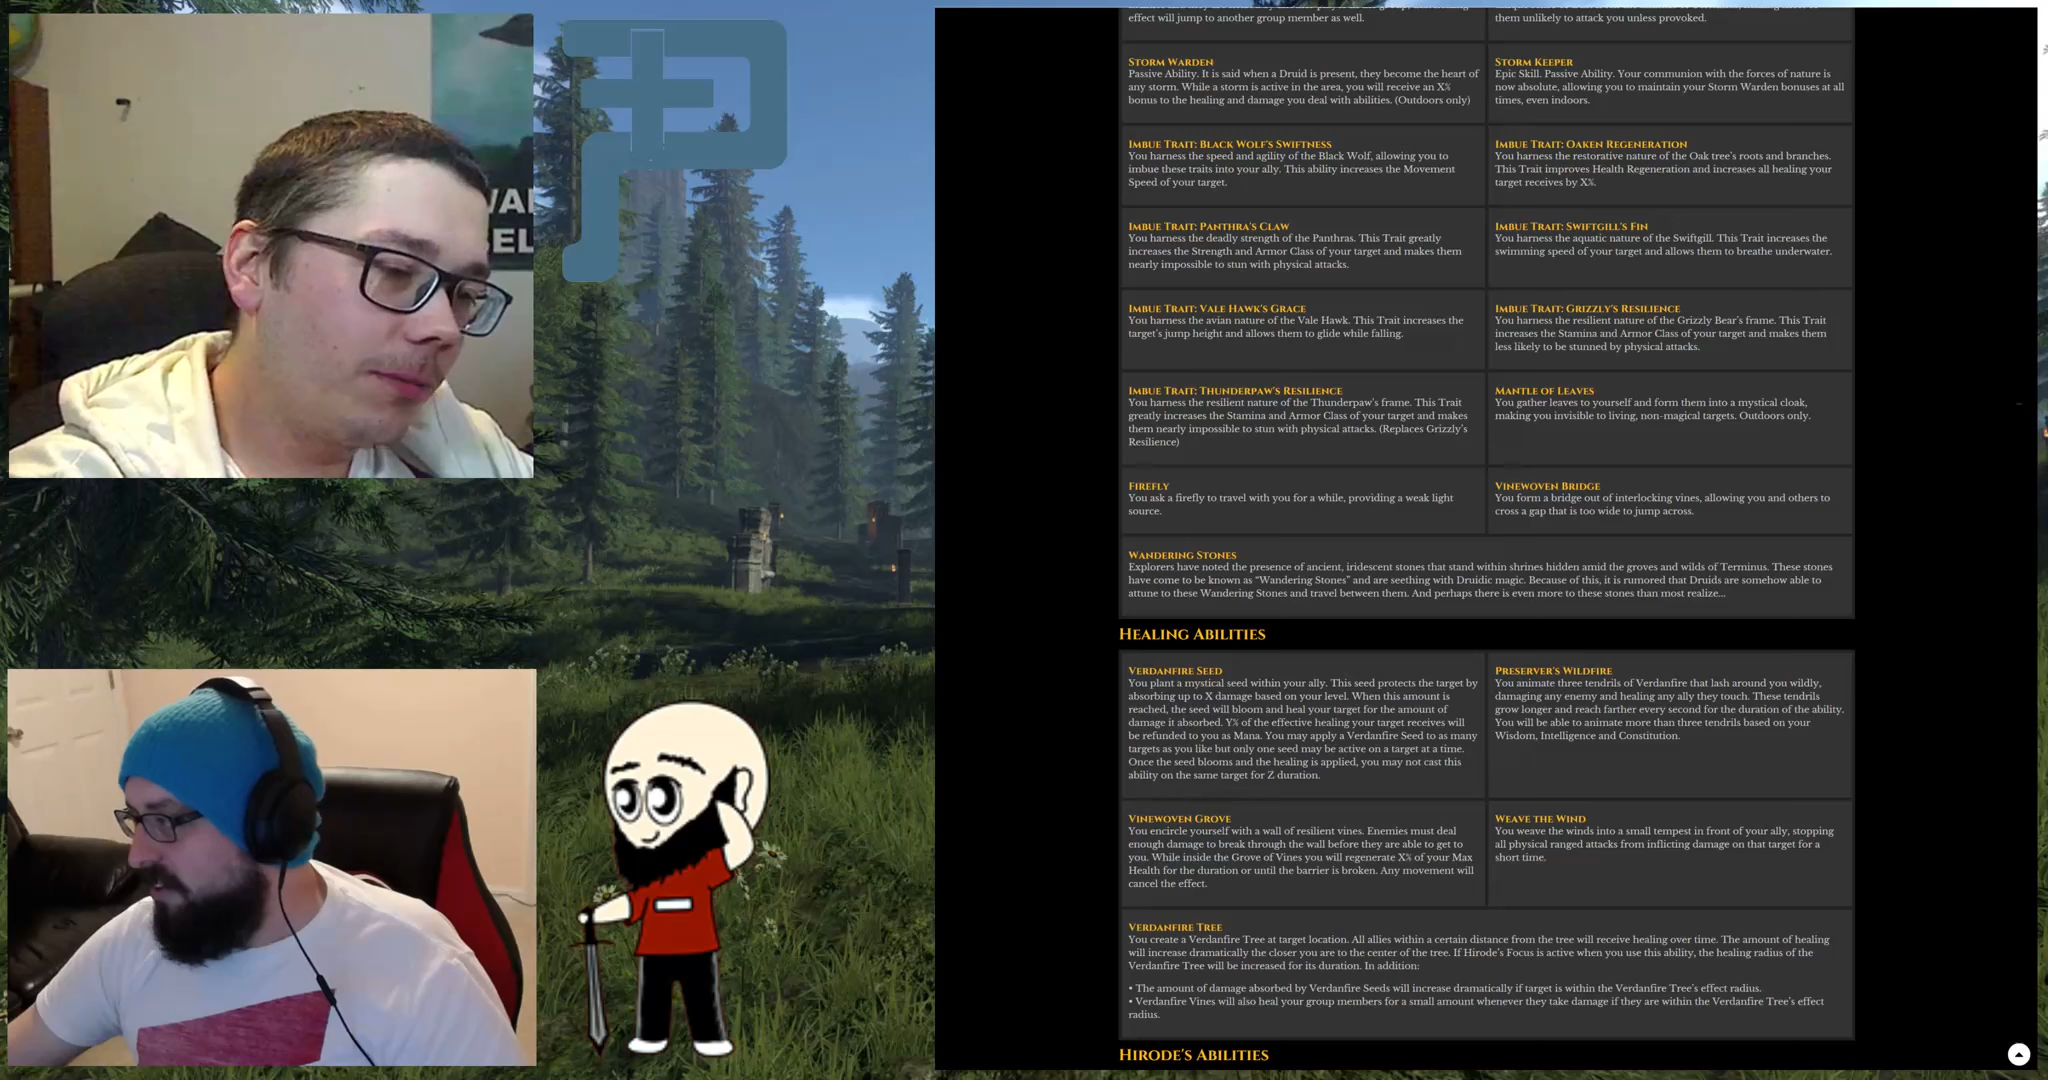 effect will jump to another group member as well.
them unlikely to attack you unless provoked.
Storm Warden
Passive Ability. It is said when a Druid is present, they become the heart of
any storm. While a storm is active in the area, you will receive an X%
bonus to the healing and damage you deal with abilities. (Outdoors only)
Storm Keeper
Epic Skill. Passive Ability. Your communion with the forces of nature is
now absolute, allowing you to maintain your Storm Warden bonuses at all
times, even indoors.
Imbue Trait: Black Wolf's Swiftness
You harness the speed and agility of the Black Wolf, allowing you to
imbue these traits into your ally. This ability increases the Movement
Speed of your target.
Imbue Trait: Oaken Regeneration
You harness the restorative nature of the Oak tree's roots and branches.
This Trait improves Health Regeneration and increases all healing your
target receives by X%.
Imbue Trait: Panthra's Claw
You harness the deadly strength of the Panthras. This Trait greatly
increases the Strength and Armor Class of your target and makes them
nearly impossible to stun with physical attacks.
Imbue Trait: Swiftgill's Fin
You harness the aquatic nature of the Swiftgill. This Trait increases the
swimming speed of your target and allows them to breathe underwater.
Imbue Trait: Vale Hawk's Grace
You harness the avian nature of the Vale Hawk. This Trait increases the
target's jump height and allows them to glide while falling.
Imbue Trait: Grizzly's Resilience
You harness the resilient nature of the Grizzly Bear's frame. This Trait
increases the Stamina and Armor Class of your target and makes them
less likely to be stunned by physical attacks.
Imbue Trait: Thunderpaw's Resilience
You harness the resilient nature of the Thunderpaw's frame. This Trait
greatly increases the Stamina and Armor Class of your target and makes
them nearly impossible to stun with physical attacks. (Replaces Grizzly's
Resilience)
Mantle of Leaves
You gather leaves to yourself and form them into a mystical cloak,
making you invisible to living, non-magical targets. Outdoors only.
Firefly
You ask a firefly to travel with you for a while, providing a weak light
source.
Vinewoven Bridge
You form a bridge out of interlocking vines, allowing you and others to
cross a gap that is too wide to jump across.
Wandering Stones
Explorers have noted the presence of ancient, iridescent stones that stand within shrines hidden amid the groves and wilds of Terminus. These stones
have come to be known as “Wandering Stones” and are seething with Druidic magic. Because of this, it is rumored that Druids are somehow able to
attune to these Wandering Stones and travel between them. And perhaps there is even more to these stones than most realize...
Healing Abilities
Verdanfire Seed
You plant a mystical seed within your ally. This seed protects the target by
absorbing up to X damage based on your level. When this amount is
reached, the seed will bloom and heal your target for the amount of
damage it absorbed. Y% of the effective healing your target receives will
be refunded to you as Mana. You may apply a Verdanfire Seed to as many
targets as you like but only one seed may be active on a target at a time.
Once the seed blooms and the healing is applied, you may not cast this
ability on the same target for Z duration.
Preserver's Wildfire
You animate three tendrils of Verdanfire that lash around you wildly,
damaging any enemy and healing any ally they touch. These tendrils
grow longer and reach farther every second for the duration of the ability.
You will be able to animate more than three tendrils based on your
Wisdom, Intelligence and Constitution.
Vinewoven Grove
You encircle yourself with a wall of resilient vines. Enemies must deal
enough damage to break through the wall before they are able to get to
you. While inside the Grove of Vines you will regenerate X% of your Max
Health for the duration or until the barrier is broken. Any movement will
cancel the effect.
Weave the Wind
You weave the winds into a small tempest in front of your ally, stopping
all physical ranged attacks from inflicting damage on that target for a
short time.
Verdanfire Tree
You create a Verdanfire Tree at target location. All allies within a certain distance from the tree will receive healing over time. The amount of healing
will increase dramatically the closer you are to the center of the tree. If Hirode's Focus is active when you use this ability, the healing radius of the
Verdanfire Tree will be increased for its duration. In addition:
• The amount of damage absorbed by Verdanfire Seeds will increase dramatically if target is within the Verdanfire Tree's effect radius.
• Verdanfire Vines will also heal your group members for a small amount whenever they take damage if they are within the Verdanfire Tree's effect
radius.
Hirode's Abilities